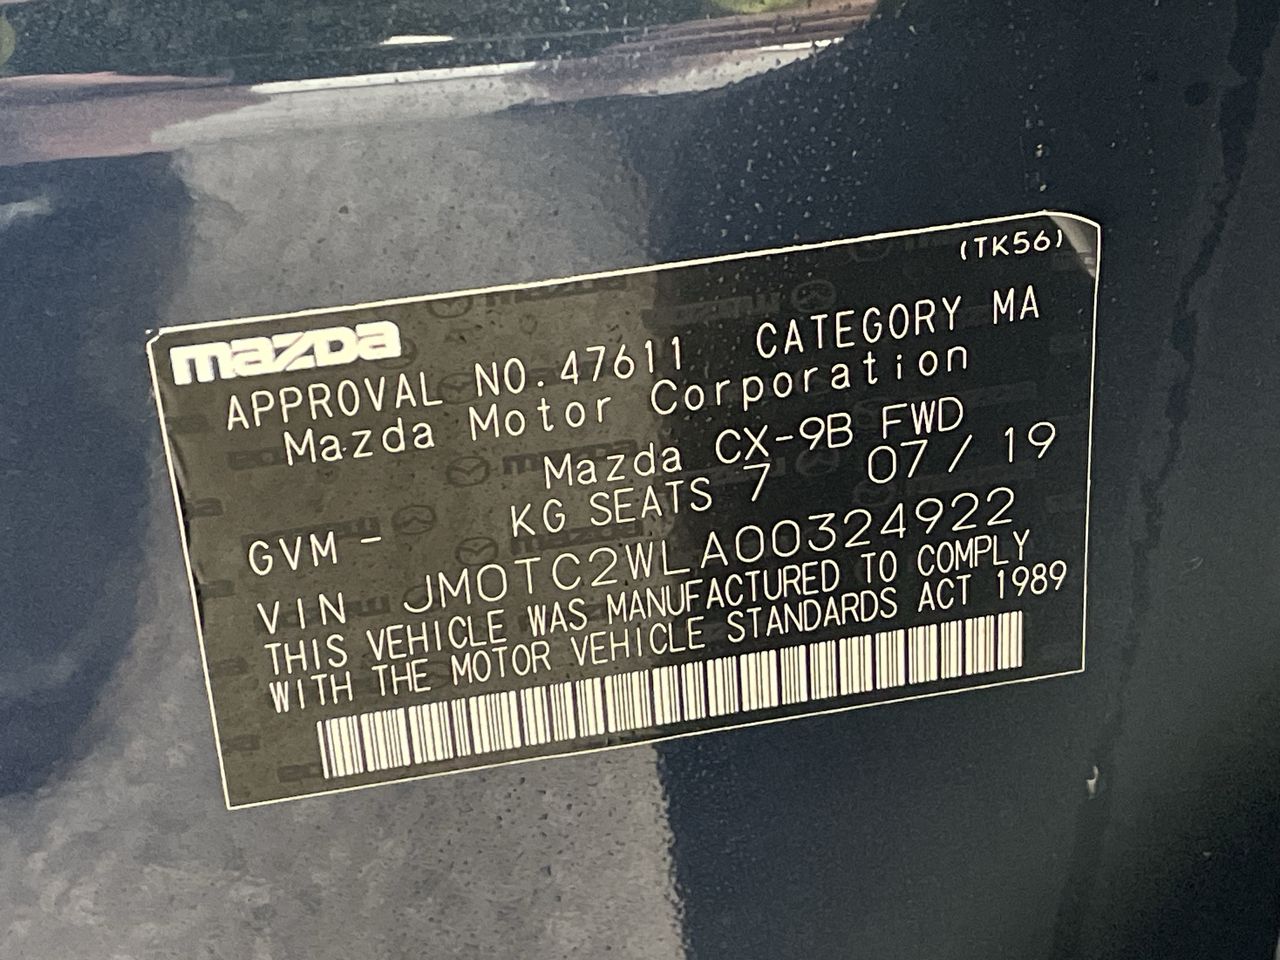 (TK56)
mazda
APPROVAL NO.47611 CATEGORY MA
Mazda Motor Corporation
Mazda CX-9B FWD
GVM - KG SEATS 7 07/19
VIN JM0TC2WLA00324922
THIS VEHICLE WAS MANUFACTURED TO COMPLY
WITH THE MOTOR VEHICLE STANDARDS ACT 1989